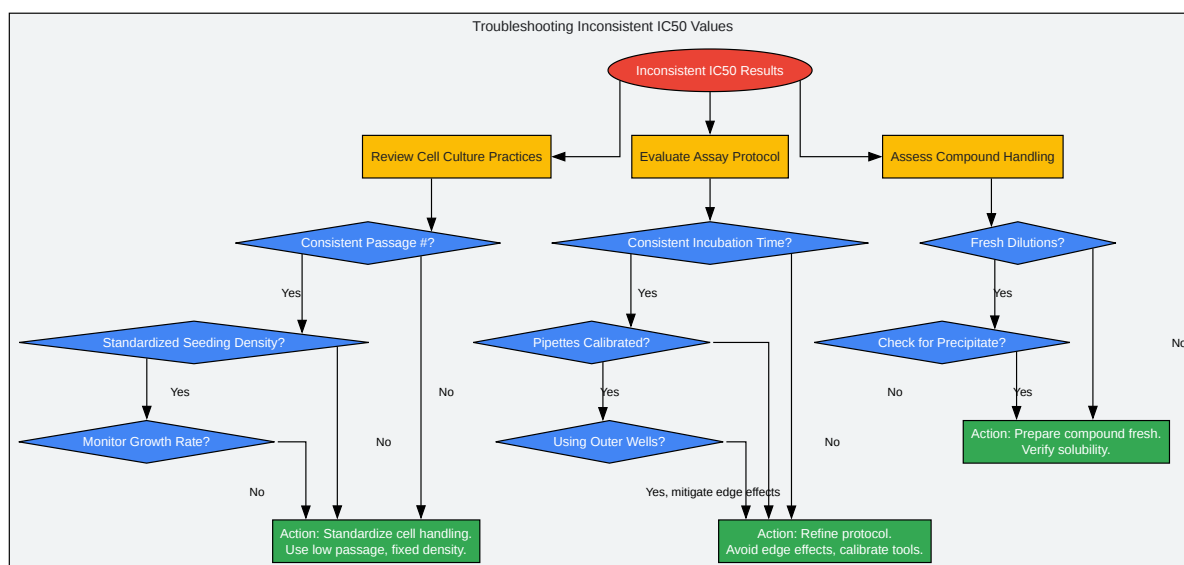 Troubleshooting Inconsistent IC50 Values
Inconsistent IC50 Results
Review Cell Culture Practices
Evaluate Assay Protocol
Assess Compound Handling
Consistent Passage #?
Consistent Incubation Time?
Fresh Dilutions?
Yes
Yes
Yes
Standardized Seeding Density?
Pipettes Calibrated?
Check for Precipitate?
No
Yes
No
Yes
No
Yes
Monitor Growth Rate?
No
Using Outer Wells?
No
Action: Prepare compound fresh.
Verify solubility.
No
Yes, mitigate edge effects
Action: Standardize cell handling.
Use low passage, fixed density.
Action: Refine protocol.
Avoid edge effects, calibrate tools.